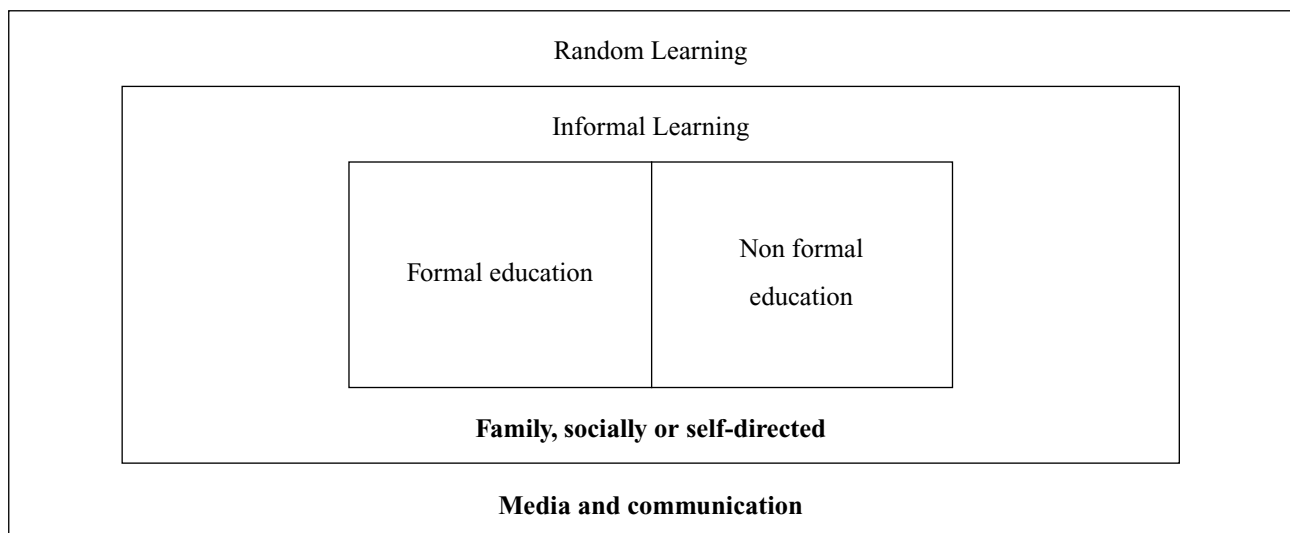 Random Learning
Informal Learning
Formal education
Non formal
education
Family, socially or self-directed
Media and communication